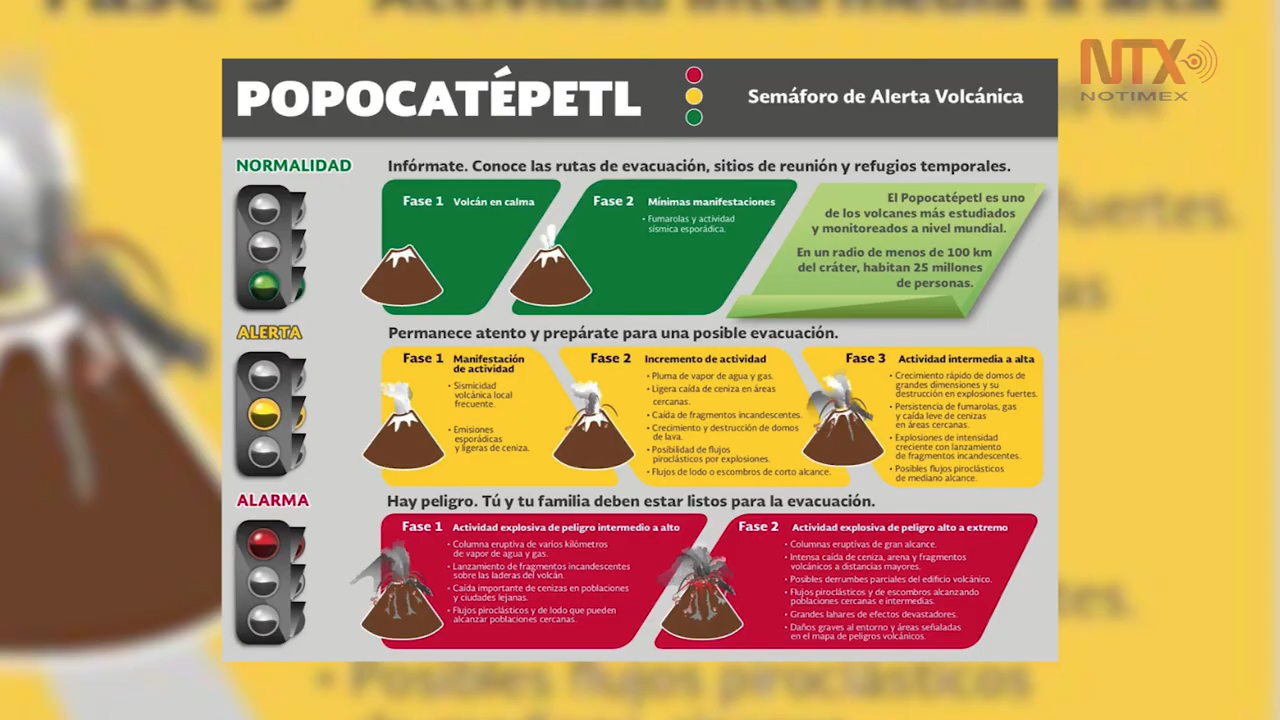 Fase 3 Actividad intermedia a alta
NTX
NOTIMEX
POPOCATÉPETL
Semáforo de Alerta Volcánica
NORMALIDAD
Infórmate. Conoce las rutas de evacuación, sitios de reunión y refugios temporales.
Fase 1 Volcán en calma
Fase 2 Mínimas manifestaciones
• Fumarolas y actividad
sísmica esporádica.
El Popocatépetl es uno
de los volcanes más estudiados
y monitoreados a nivel mundial.
En un radio de menos de 100 km
del cráter, habitan 25 millones
de personas.
fuertes.
ALERTA
Permanece atento y prepárate para una posible evacuación.
Fase 1 Manifestación
de actividad
• Sismicidad
volcánica local
frecuente.
• Emisiones
esporádicas
y ligeras de ceniza.
Fase 2 Incremento de actividad
• Pluma de vapor de agua y gas.
• Ligera caída de ceniza en áreas
cercanas.
• Caída de fragmentos incandescentes.
• Crecimiento y destrucción de domos
de lava.
• Posibilidad de flujos
piroclásticos por explosiones.
• Flujos de lodo o escombros de corto alcance.
Fase 3 Actividad intermedia a alta
• Crecimiento rápido de domos de
grandes dimensiones y su
destrucción en explosiones fuertes.
• Persistencia de fumarolas, gas
y caída leve de cenizas
en áreas cercanas.
• Explosiones de intensidad
creciente con lanzamiento
de fragmentos incandescentes.
• Posibles flujos piroclásticos
de mediano alcance.
ALARMA
Hay peligro. Tú y tu familia deben estar listos para la evacuación.
Fase 1 Actividad explosiva de peligro intermedio a alto
• Columna eruptiva de varios kilómetros
de vapor de agua y gas.
• Lanzamiento de fragmentos incandescentes
sobre las laderas del volcán.
• Caída importante de cenizas en poblaciones
y ciudades lejanas.
• Flujos piroclásticos y de lodo que pueden
alcanzar poblaciones cercanas.
Fase 2 Actividad explosiva de peligro alto a extremo
• Columnas eruptivas de gran alcance.
• Intensa caída de ceniza, arena y fragmentos
volcánicos a distancias mayores.
• Posibles derrumbes parciales del edificio volcánico.
• Flujos piroclásticos y de escombros alcanzando
poblaciones cercanas e intermedias.
• Grandes lahares de efectos devastadores.
• Daños graves al entorno y áreas señaladas
en el mapa de peligros volcánicos.
• Posibles flujos piroclásticos